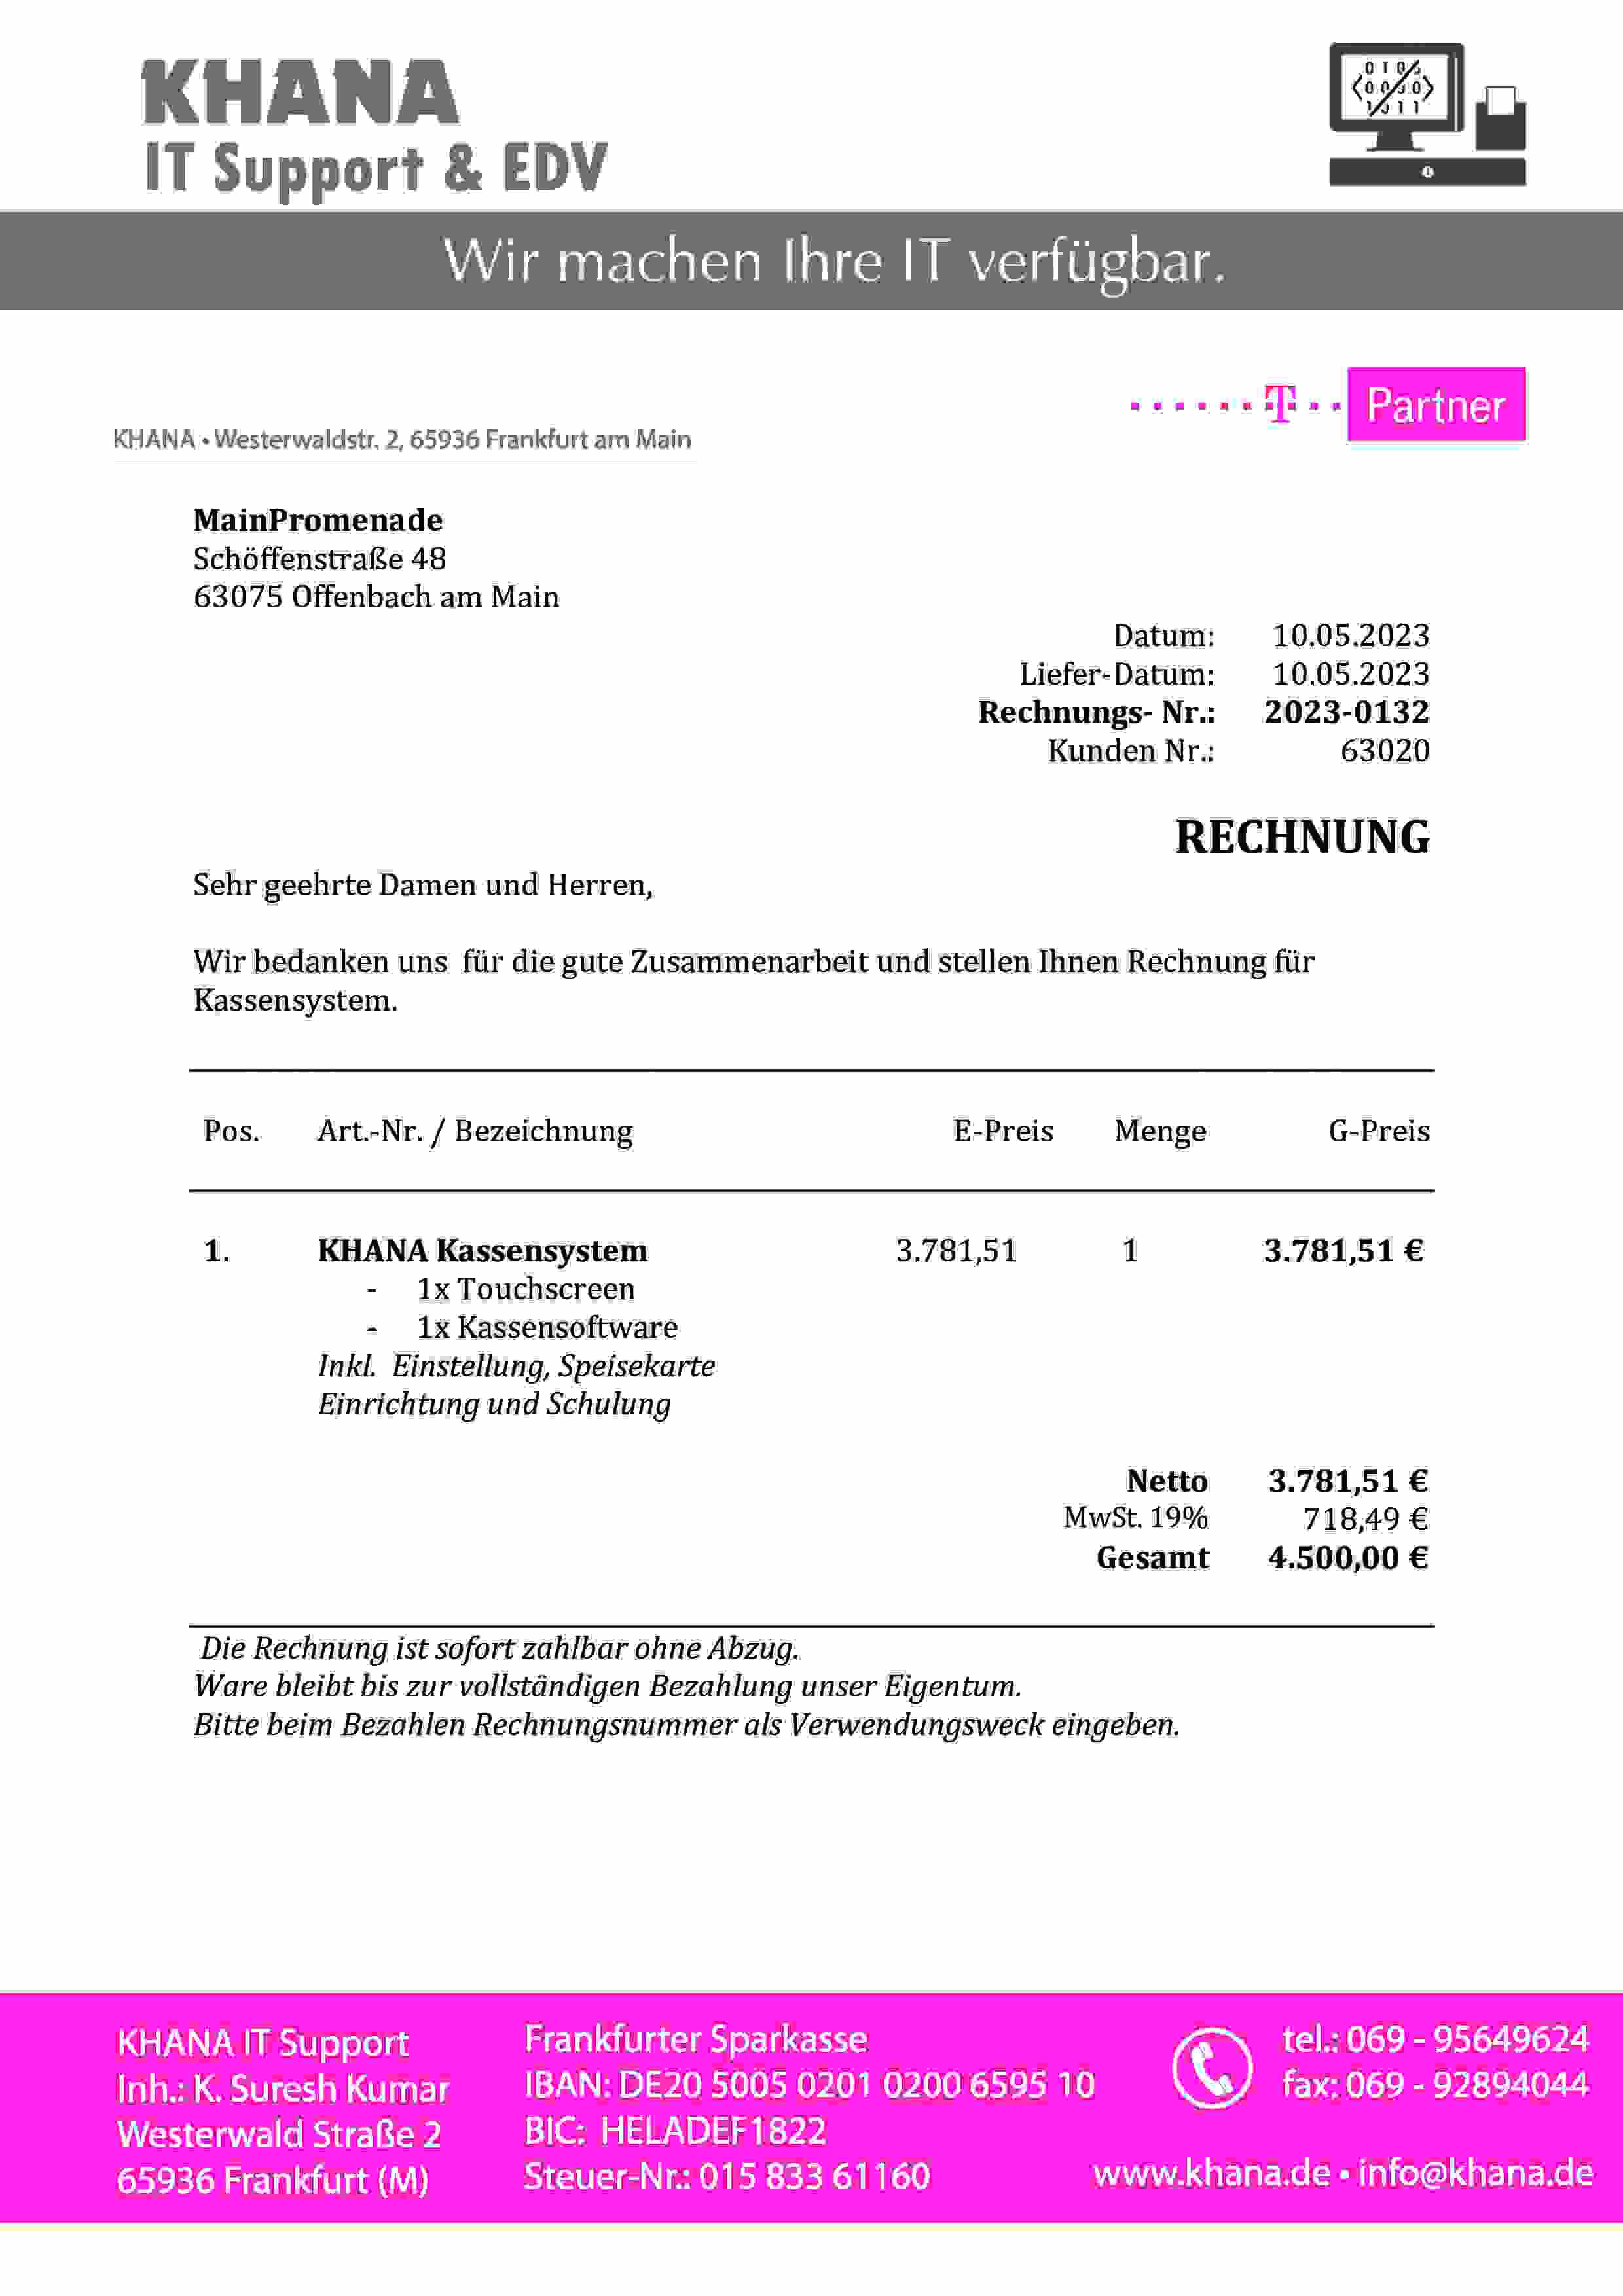 KHANA
IT Support & EDV
Wir machen Ihre IT verfügbar.
T Partner
KHANA • Westerwaldstr. 2, 65936 Frankfurt am Main
MainPromenade
Schöffenstraße 48
63075 Offenbach am Main
Datum: 10.05.2023
Liefer-Datum: 10.05.2023
Rechnungs- Nr.: 2023-0132
Kunden Nr.: 63020
RECHNUNG
Sehr geehrte Damen und Herren,
Wir bedanken uns für die gute Zusammenarbeit und stellen Ihnen Rechnung für
Kassensystem.
Pos. Art.-Nr. / Bezeichnung E-Preis Menge G-Preis
1. KHANA Kassensystem 3.781,51 1 3.781,51 €
- 1x Touchscreen
- 1x Kassensoftware
Inkl. Einstellung, Speisekarte
Einrichtung und Schulung
Netto 3.781,51 €
MwSt. 19% 718,49 €
Gesamt 4.500,00 €
Die Rechnung ist sofort zahlbar ohne Abzug.
Ware bleibt bis zur vollständigen Bezahlung unser Eigentum.
Bitte beim Bezahlen Rechnungsnummer als Verwendungsweck eingeben.
KHANA IT Support
Inh.: K. Suresh Kumar
Westerwald Straße 2
65936 Frankfurt (M)
Frankfurter Sparkasse
IBAN: DE20 5005 0201 0200 6595 10
BIC: HELADEF1822
Steuer-Nr.: 015 833 61160
tel.: 069 - 95649624
fax: 069 - 92894044
www.khana.de • info@khana.de